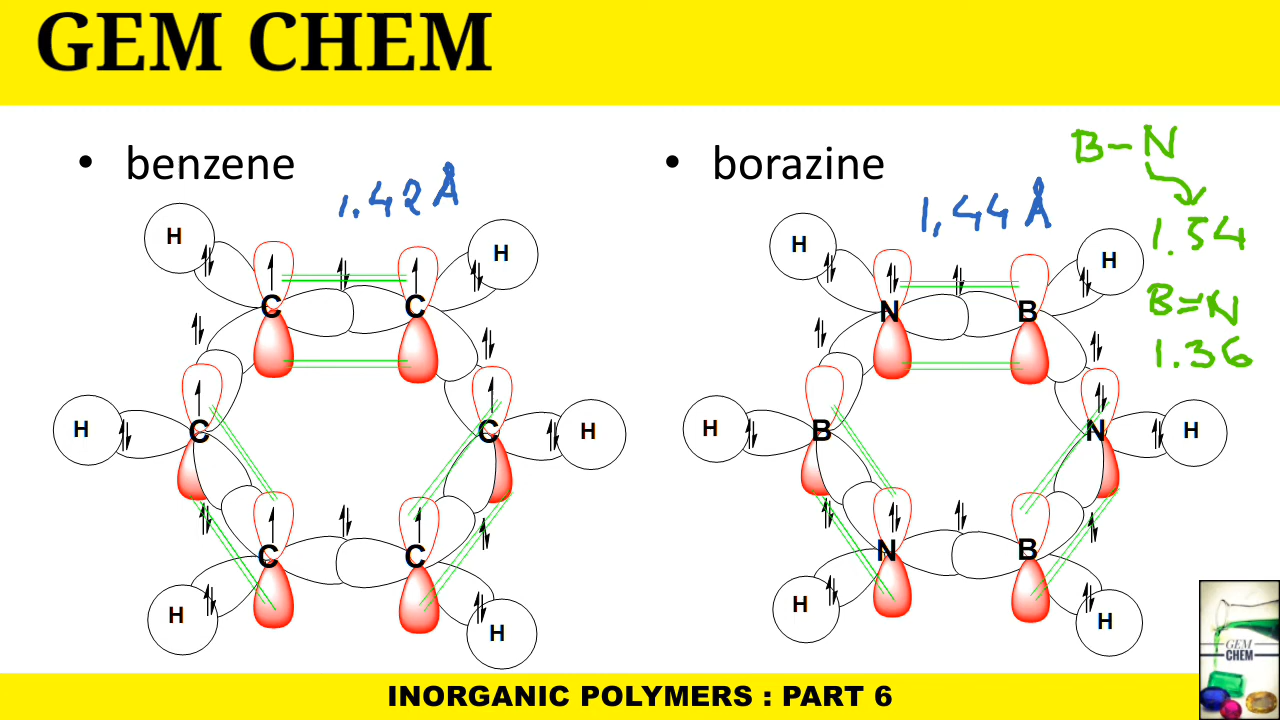 GEM CHEM
• benzene
1.42 Å
H
H
C
C
H
C
C
H
C
C
H
H
• borazine
1,44 Å
B-N
1.54
B=N
1.36
H
H
N
B
H
B
N
H
N
B
H
H
GEM
CHEM
INORGANIC POLYMERS : PART 6